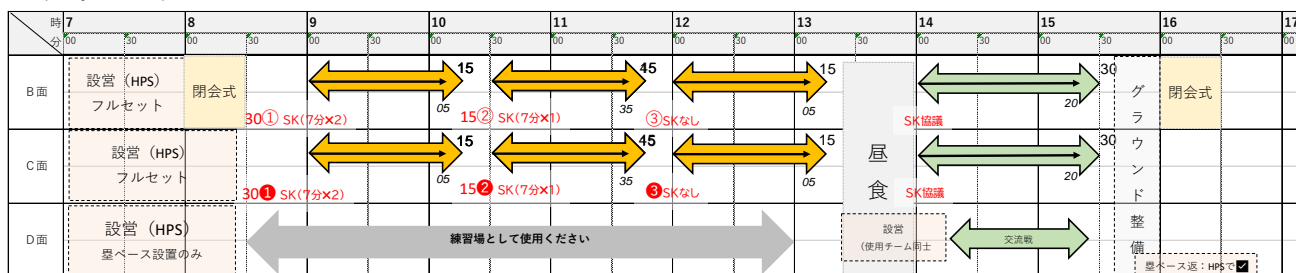 時 7 8 9 10 11 12 13 14 15 16 17
分 00 30 00 30 00 30 00 30 00 30 00 30 00 30 00 30 00 30 00 00
B面
設営（HPS）
フルセット
閉会式
15 45 15 30
05 35 05 20
30① SK(7分×2) 15② SK(7分×1) ③SKなし SK協議
閉会式
C面
設営（HPS）
フルセット
15 45 15 30
05 35 05 20
30❶ SK(7分×2) 15❷ SK(7分×1) ❸SKなし SK協議
昼食
グラウンド整備
D面
設営（HPS）
塁ベース設置のみ
練習場として使用ください
設営
（使用チーム同士
交流戦
塁ベース返：HPSで☑